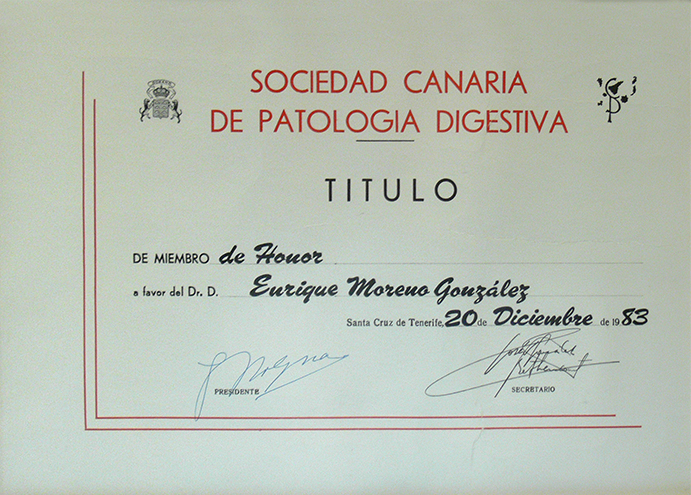 SOCIEDAD CANARIA
DE PATOLOGIA DIGESTIVA
TITULO
DE MIEMBRO de Honor
a favor del Dr. D. Enrique Moreno González
Santa Cruz de Tenerife, 20 de Diciembre de 1983
PRESIDENTE
SECRETARIO